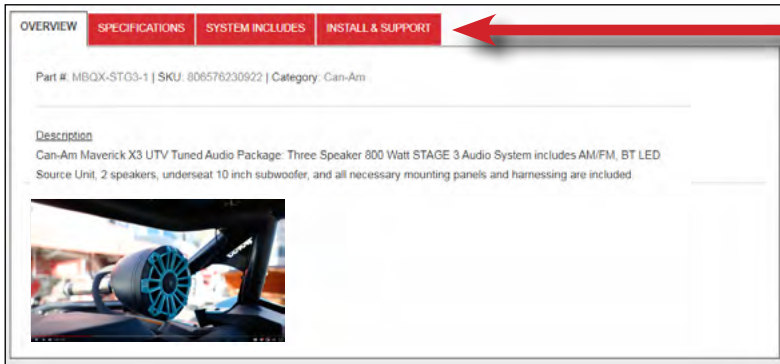 OVERVIEW SPECIFICATIONS SYSTEM INCLUDES INSTALL & SUPPORT
Part #: MBQX-STG3-1 | SKU: 806576230922 | Category: Can-Am
Description
Can-Am Maverick X3 UTV Tuned Audio Package: Three Speaker 800 Watt STAGE 3 Audio System includes AM/FM, BT LED
Source Unit, 2 speakers, underseat 10 inch subwoofer, and all necessary mounting panels and harnessing are included.